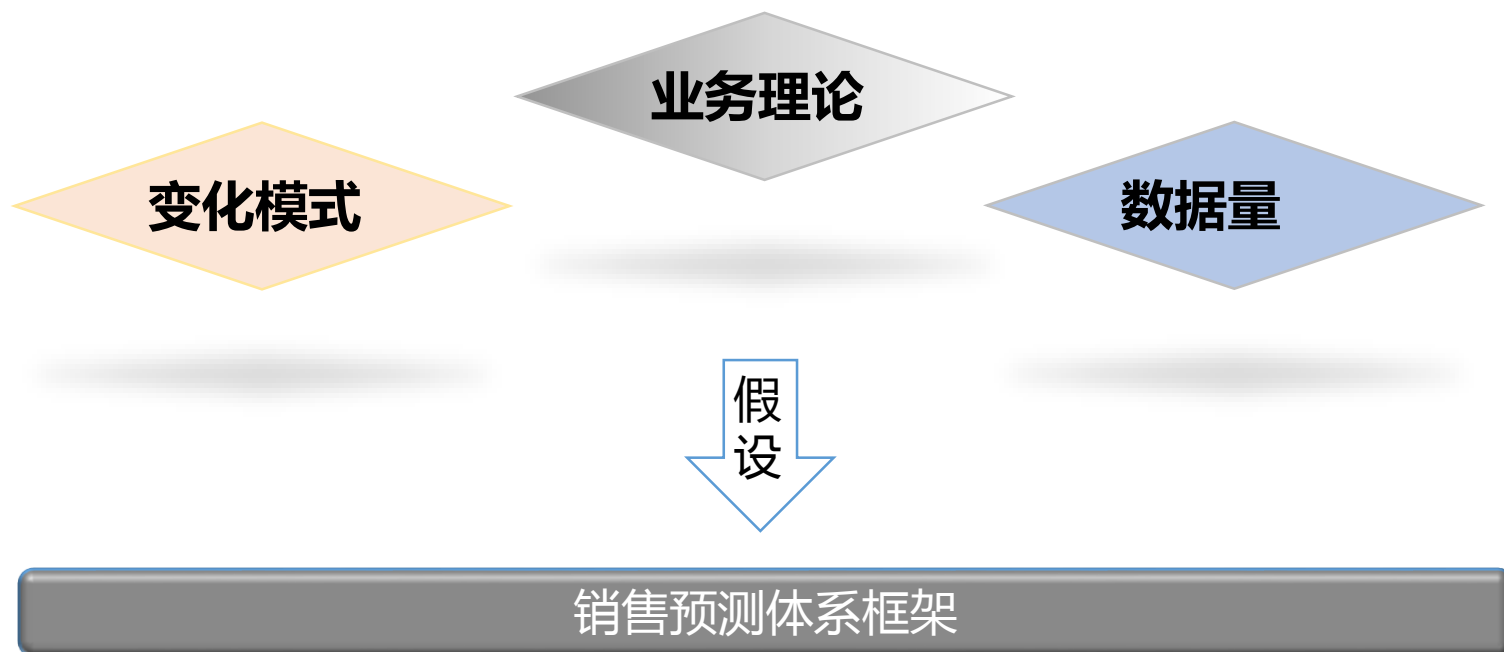 业务理论
变化模式
数据量
假
设
销售预测体系框架